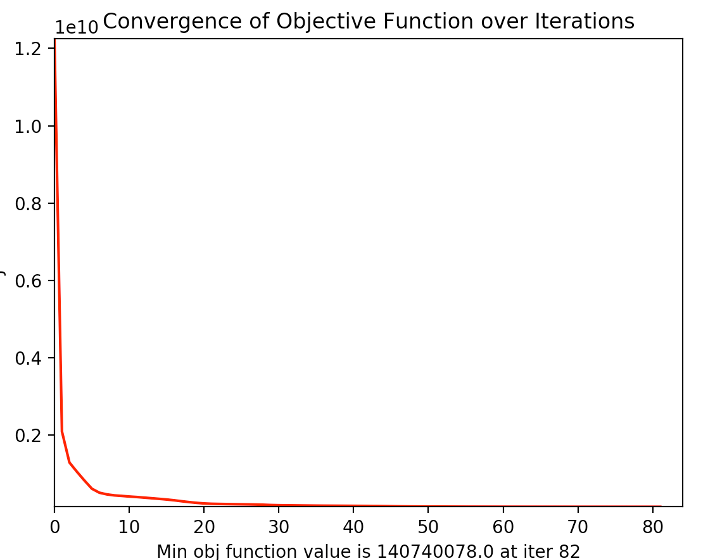 Convergence of Objective Function over Iterations
1e10
1.2
1.0
0.8
0.6
0.4
0.2
0 10 20 30 40 50 60 70 80
Min obj function value is 140740078.0 at iter 82